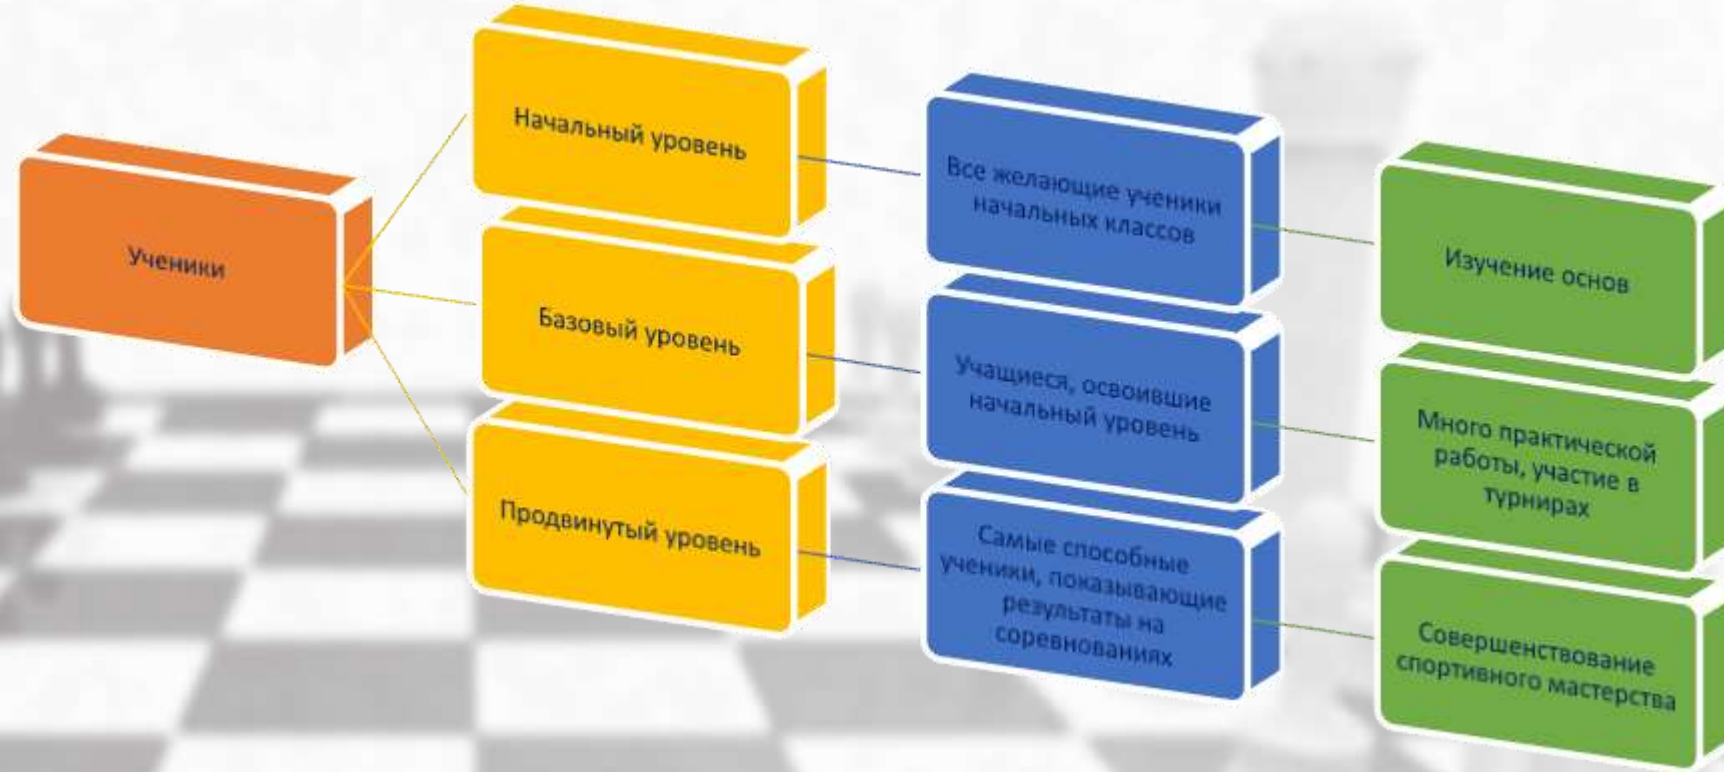 Ученики
Начальный уровень
Базовый уровень
Продвинутый уровень
Все желающие ученики
начальных классов
Учащиеся, освоившие
начальный уровень
Самые способные
ученики, показывающие
результаты на
соревнованиях
Изучение основ
Много практической
работы, участие в
турнирах
Совершенствование
спортивного мастерства